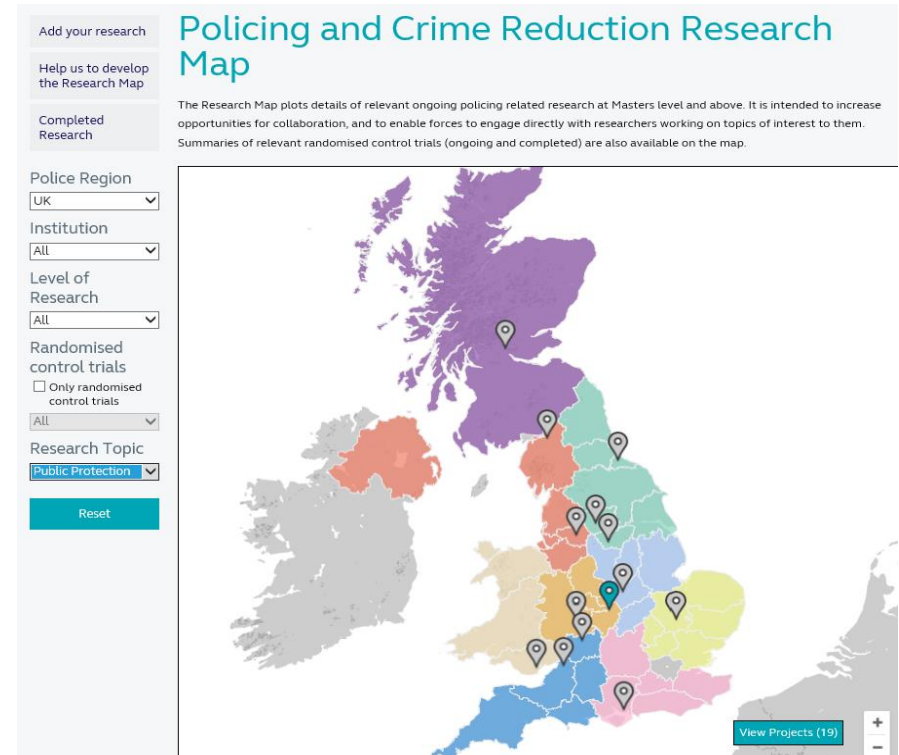 Add your research
Help us to develop
the Research Map
Completed
Research
Police Region
UK
Institution
All
Level of
Research
All
Randomised
control trials
Only randomised
control trials
All
Research Topic
Public Protection
Reset
Policing and Crime Reduction Research
Map
The Research Map plots details of relevant ongoing policing related research at Masters level and above. It is intended to increase
opportunities for collaboration, and to enable forces to engage directly with researchers working on topics of interest to them.
Summaries of relevant randomised control trials (ongoing and completed) are also available on the map.
View Projects (19)
+
−